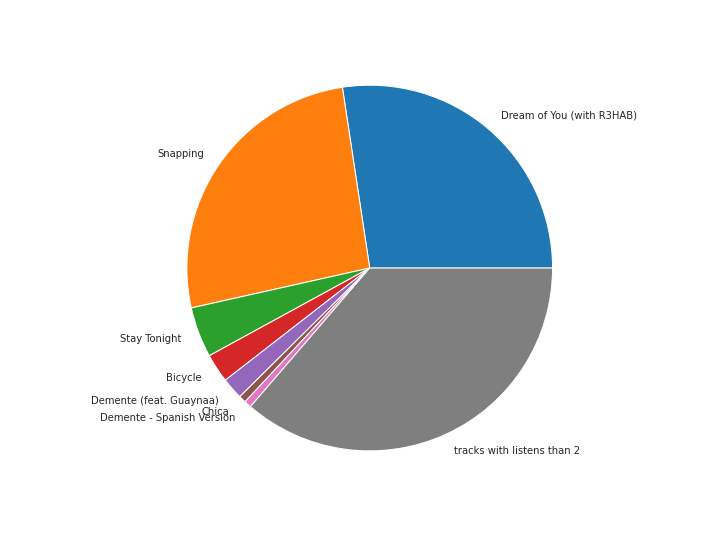 Dream of You (with R3HAB)
Snapping
Stay Tonight
Bicycle
Demente (feat. Guaynaa)
Chica
Demente - Spanish Version
tracks with listens than 2